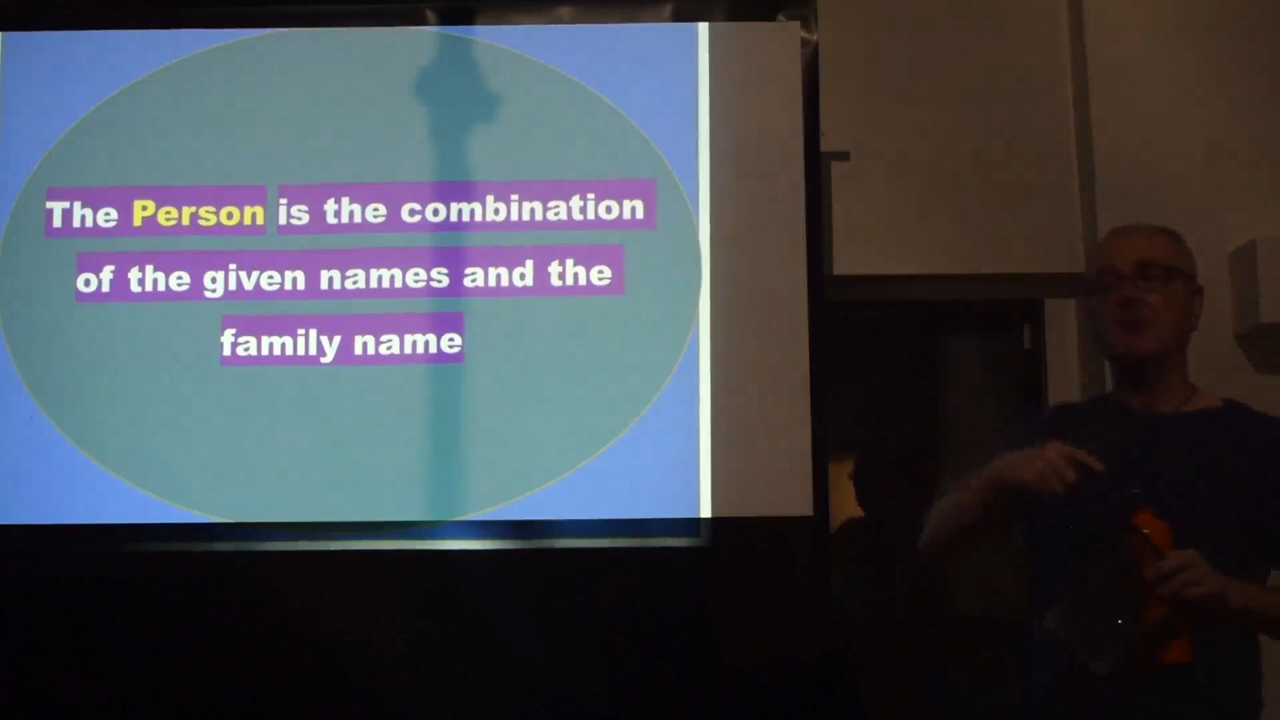 The Person is the combination
of the given names and the
family name